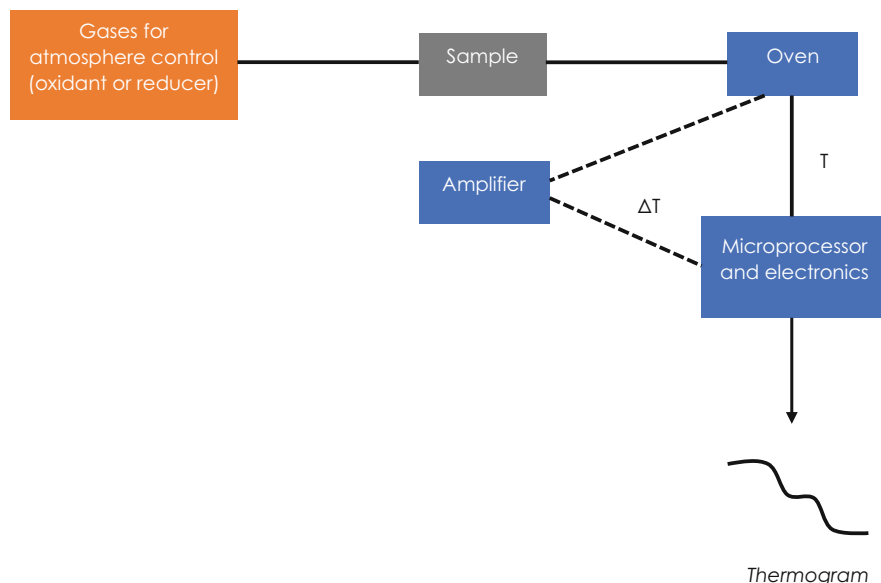 Gases for
atmosphere control
(oxidant or reducer)
Sample
Oven
Amplifier
T
ΔT
Microprocessor
and electronics
Thermogram